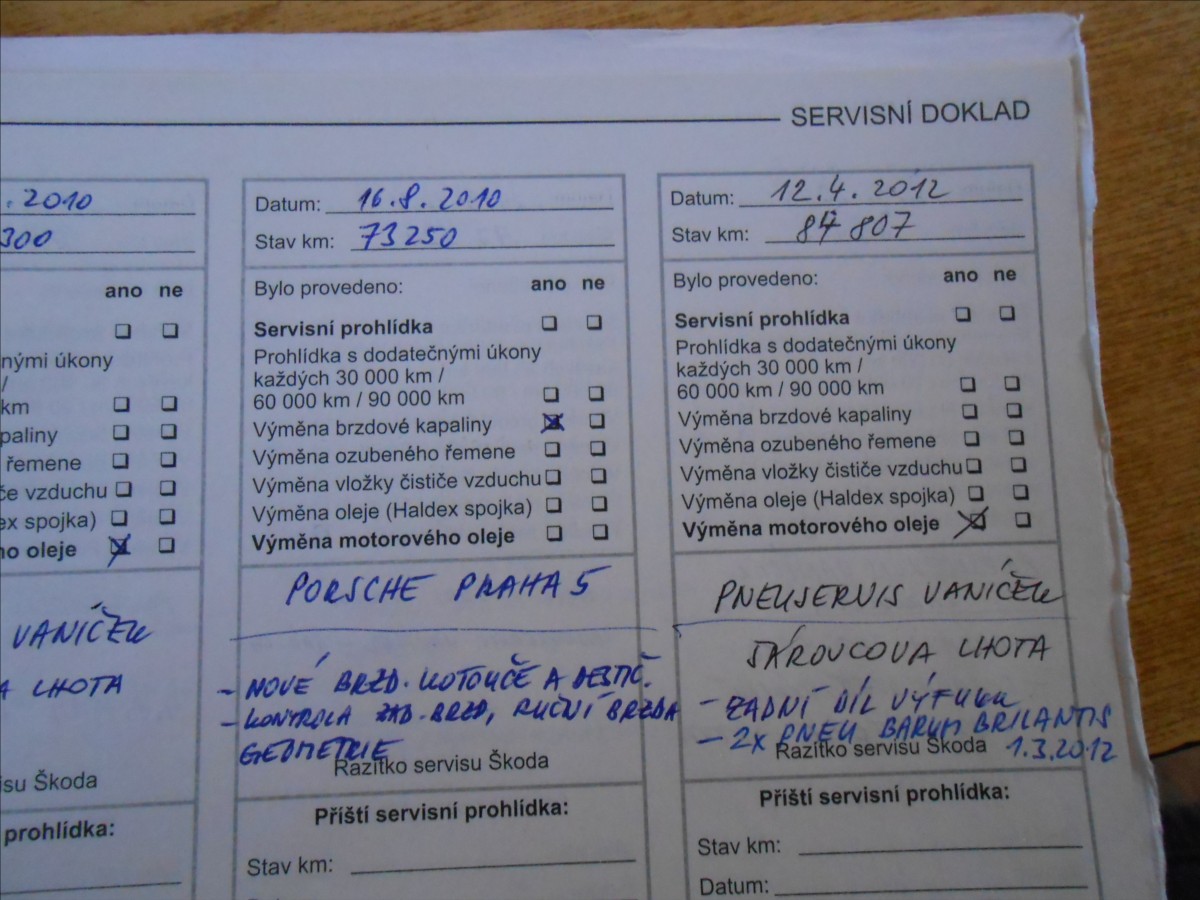 SERVISNÍ DOKLAD
. 2010
300
ano ne
nými úkony
/
km
paliny
řemene
če vzduchu
ex spojka)
ho oleje
VANÍČEK
A LHOTA
isu Škoda
prohlídka:
Datum: 16.8.2010
Stav km: 73250
Bylo provedeno: ano ne
Servisní prohlídka
Prohlídka s dodatečnými úkony
každých 30 000 km /
60 000 km / 90 000 km
Výměna brzdové kapaliny
Výměna ozubeného řemene
Výměna vložky čističe vzduchu
Výměna oleje (Haldex spojka)
Výměna motorového oleje
PORSCHE PRAHA 5
- NOVÉ BRZD. KOTOUČE A DESTIČ.
- KONTROLA ZAD. BRZD, RUČNÍ BRZDA
GEOMETRIE
Razítko servisu Škoda
Příští servisní prohlídka:
Stav km:
Datum: 12.4.2012
Stav km: 84 807
Bylo provedeno: ano ne
Servisní prohlídka
Prohlídka s dodatečnými úkony
každých 30 000 km /
60 000 km / 90 000 km
Výměna brzdové kapaliny
Výměna ozubeného řemene
Výměna vložky čističe vzduchu
Výměna oleje (Haldex spojka)
Výměna motorového oleje
PNEUSERVIS VANÍČEK
JÁROVCOVA LHOTA
- ZADNÍ DÍL VÝFUKU
- 2x PNEU BARUM BRILANTIS
Razítko servisu Škoda 1.3.2012
Příští servisní prohlídka:
Stav km:
Datum: